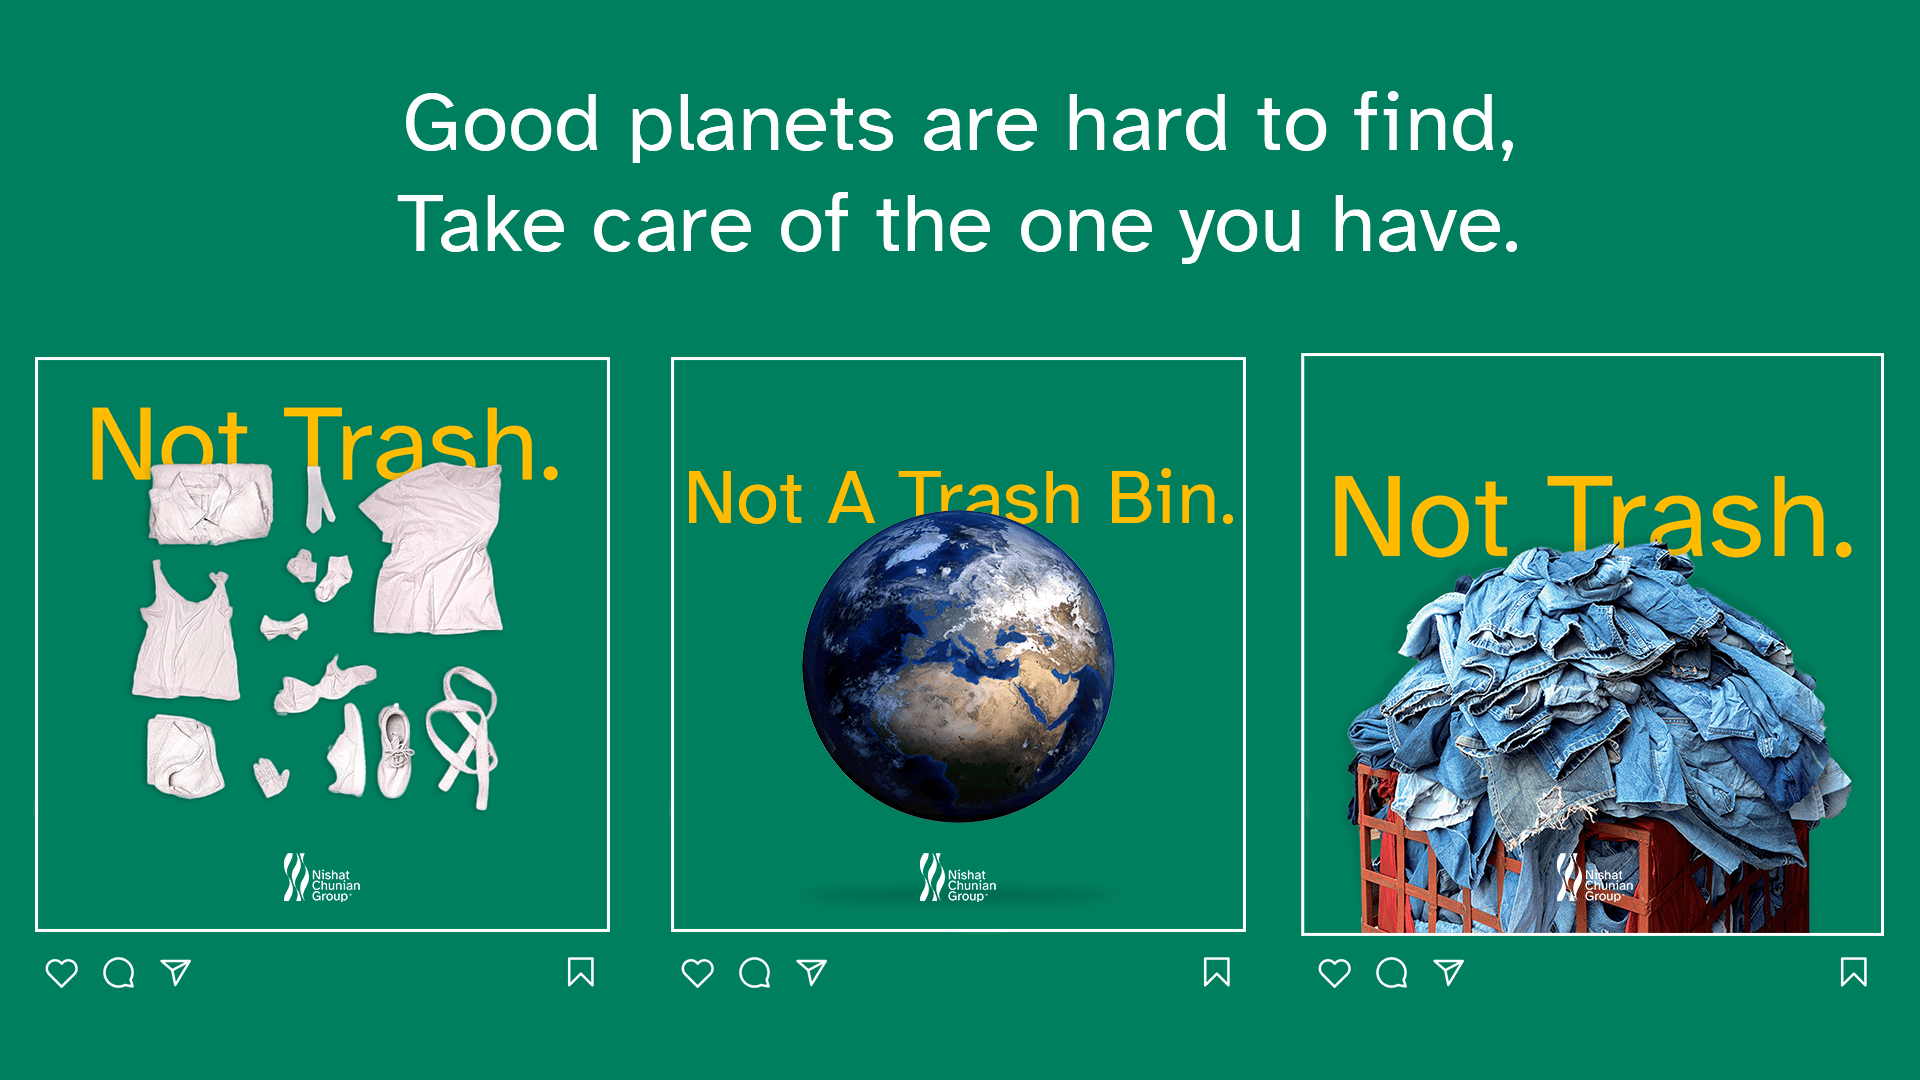 Good planets are hard to find,
Take care of the one you have.
Not Trash.
Nishat
Chunian
Group
Not A Trash Bin.
Nishat
Chunian
Group
Not Trash.
Nishat
Chunian
Group